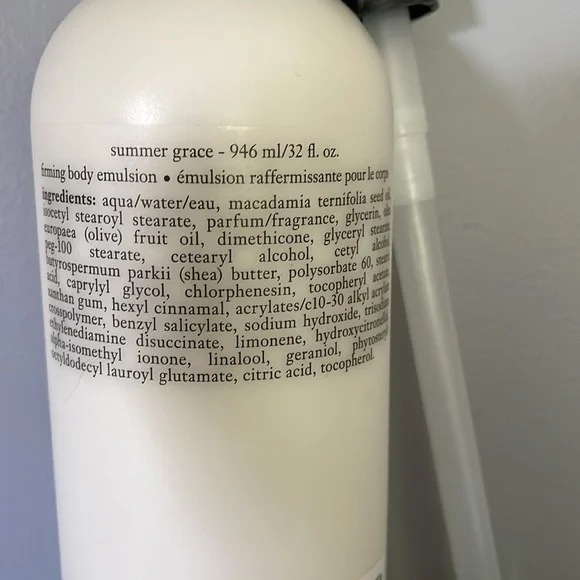 summer grace - 946 ml/32 fl. oz.
firming body emulsion • émulsion raffermissante pour le corps
ingredients: aqua/water/eau, macadamia ternifolia seed oil,
isocetyl stearoyl stearate, parfum/fragrance, glycerin, olea
europaea (olive) fruit oil, dimethicone, glyceryl stearate,
peg-100 stearate, cetearyl alcohol, cetyl alcohol,
butyrospermum parkii (shea) butter, polysorbate 60, stearic
acid, caprylyl glycol, chlorphenesin, tocopheryl acetate,
xanthan gum, hexyl cinnamal, acrylates/c10-30 alkyl acrylate
crosspolymer, benzyl salicylate, sodium hydroxide, trisodium
ethylenediamine disuccinate, limonene, hydroxycitronellal,
alpha-isomethyl ionone, linalool, geraniol,
octyldodecyl lauroyl glutamate, citric acid, tocopherol.